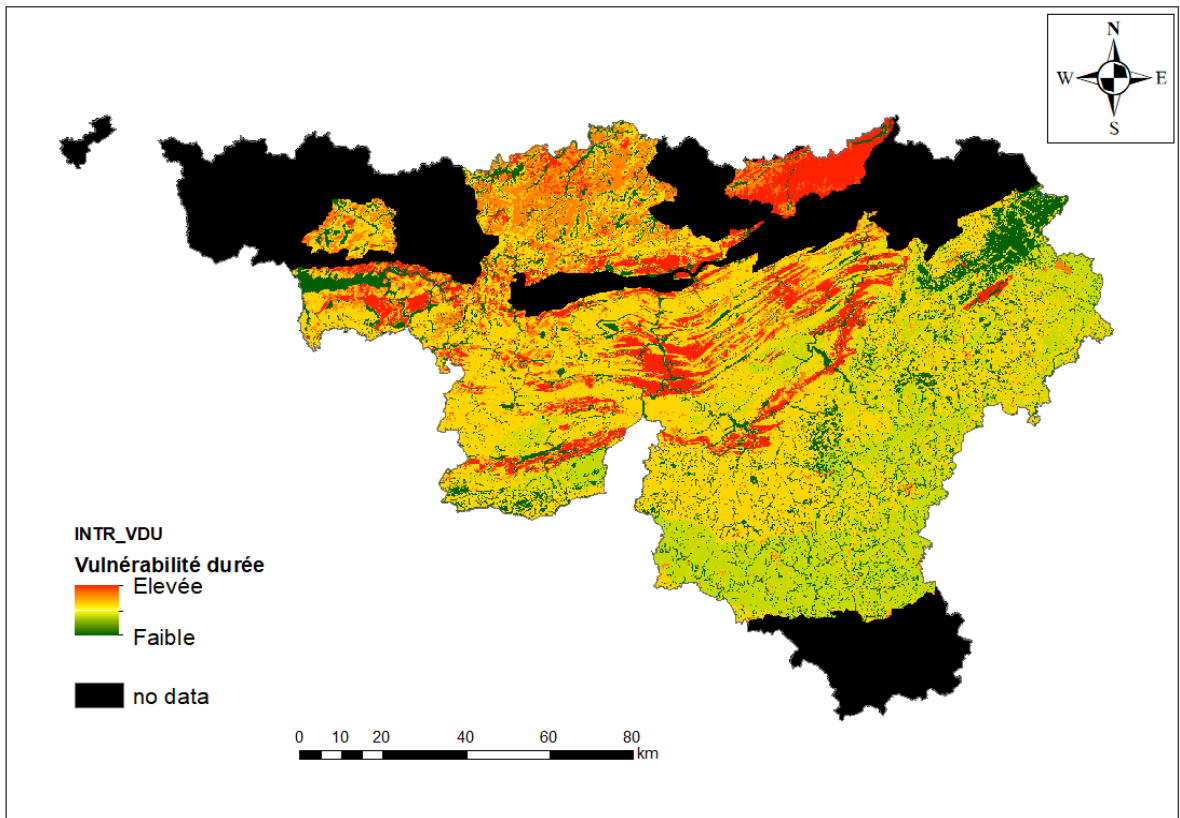 N
W E
S
INTR_VDU
Vulnérabilité durée
Elevée
Faible
no data
0 10 20 40 60 80
km